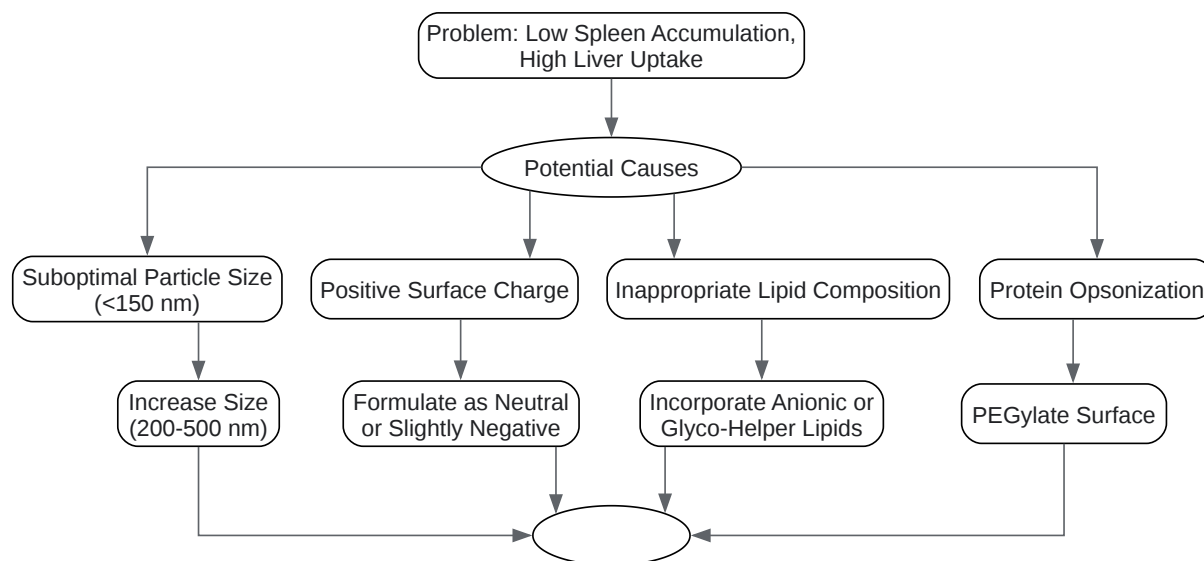 Problem: Low Spleen Accumulation,
High Liver Uptake
Potential Causes
Suboptimal Particle Size
(<150 nm)
Positive Surface Charge
Inappropriate Lipid Composition
Protein Opsonization
Increase Size
(200-500 nm)
Formulate as Neutral
or Slightly Negative
Incorporate Anionic or
Glyco-Helper Lipids
PEGylate Surface